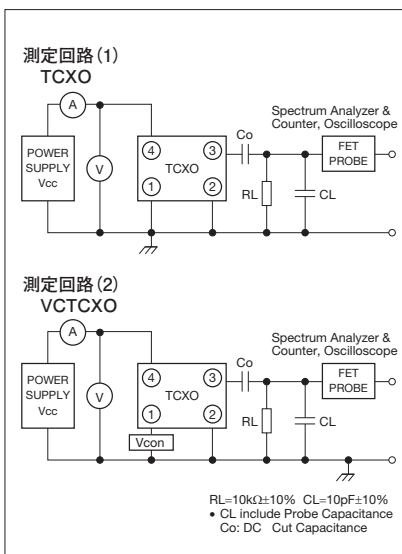 測定回路(1)
TCXO
A
POWER
SUPPLY
Vcc
V
4
3
TCXO
1
2
Co
RL
CL
Spectrum Analyzer &
Counter, Oscilloscope
FET
PROBE
測定回路(2)
VCTCXO
A
POWER
SUPPLY
Vcc
V
4
3
TCXO
1
2
Vcon
Co
RL
CL
Spectrum Analyzer &
Counter, Oscilloscope
FET
PROBE
RL=10kΩ±10% CL=10pF±10%
• CL include Probe Capacitance
Co: DC Cut Capacitance